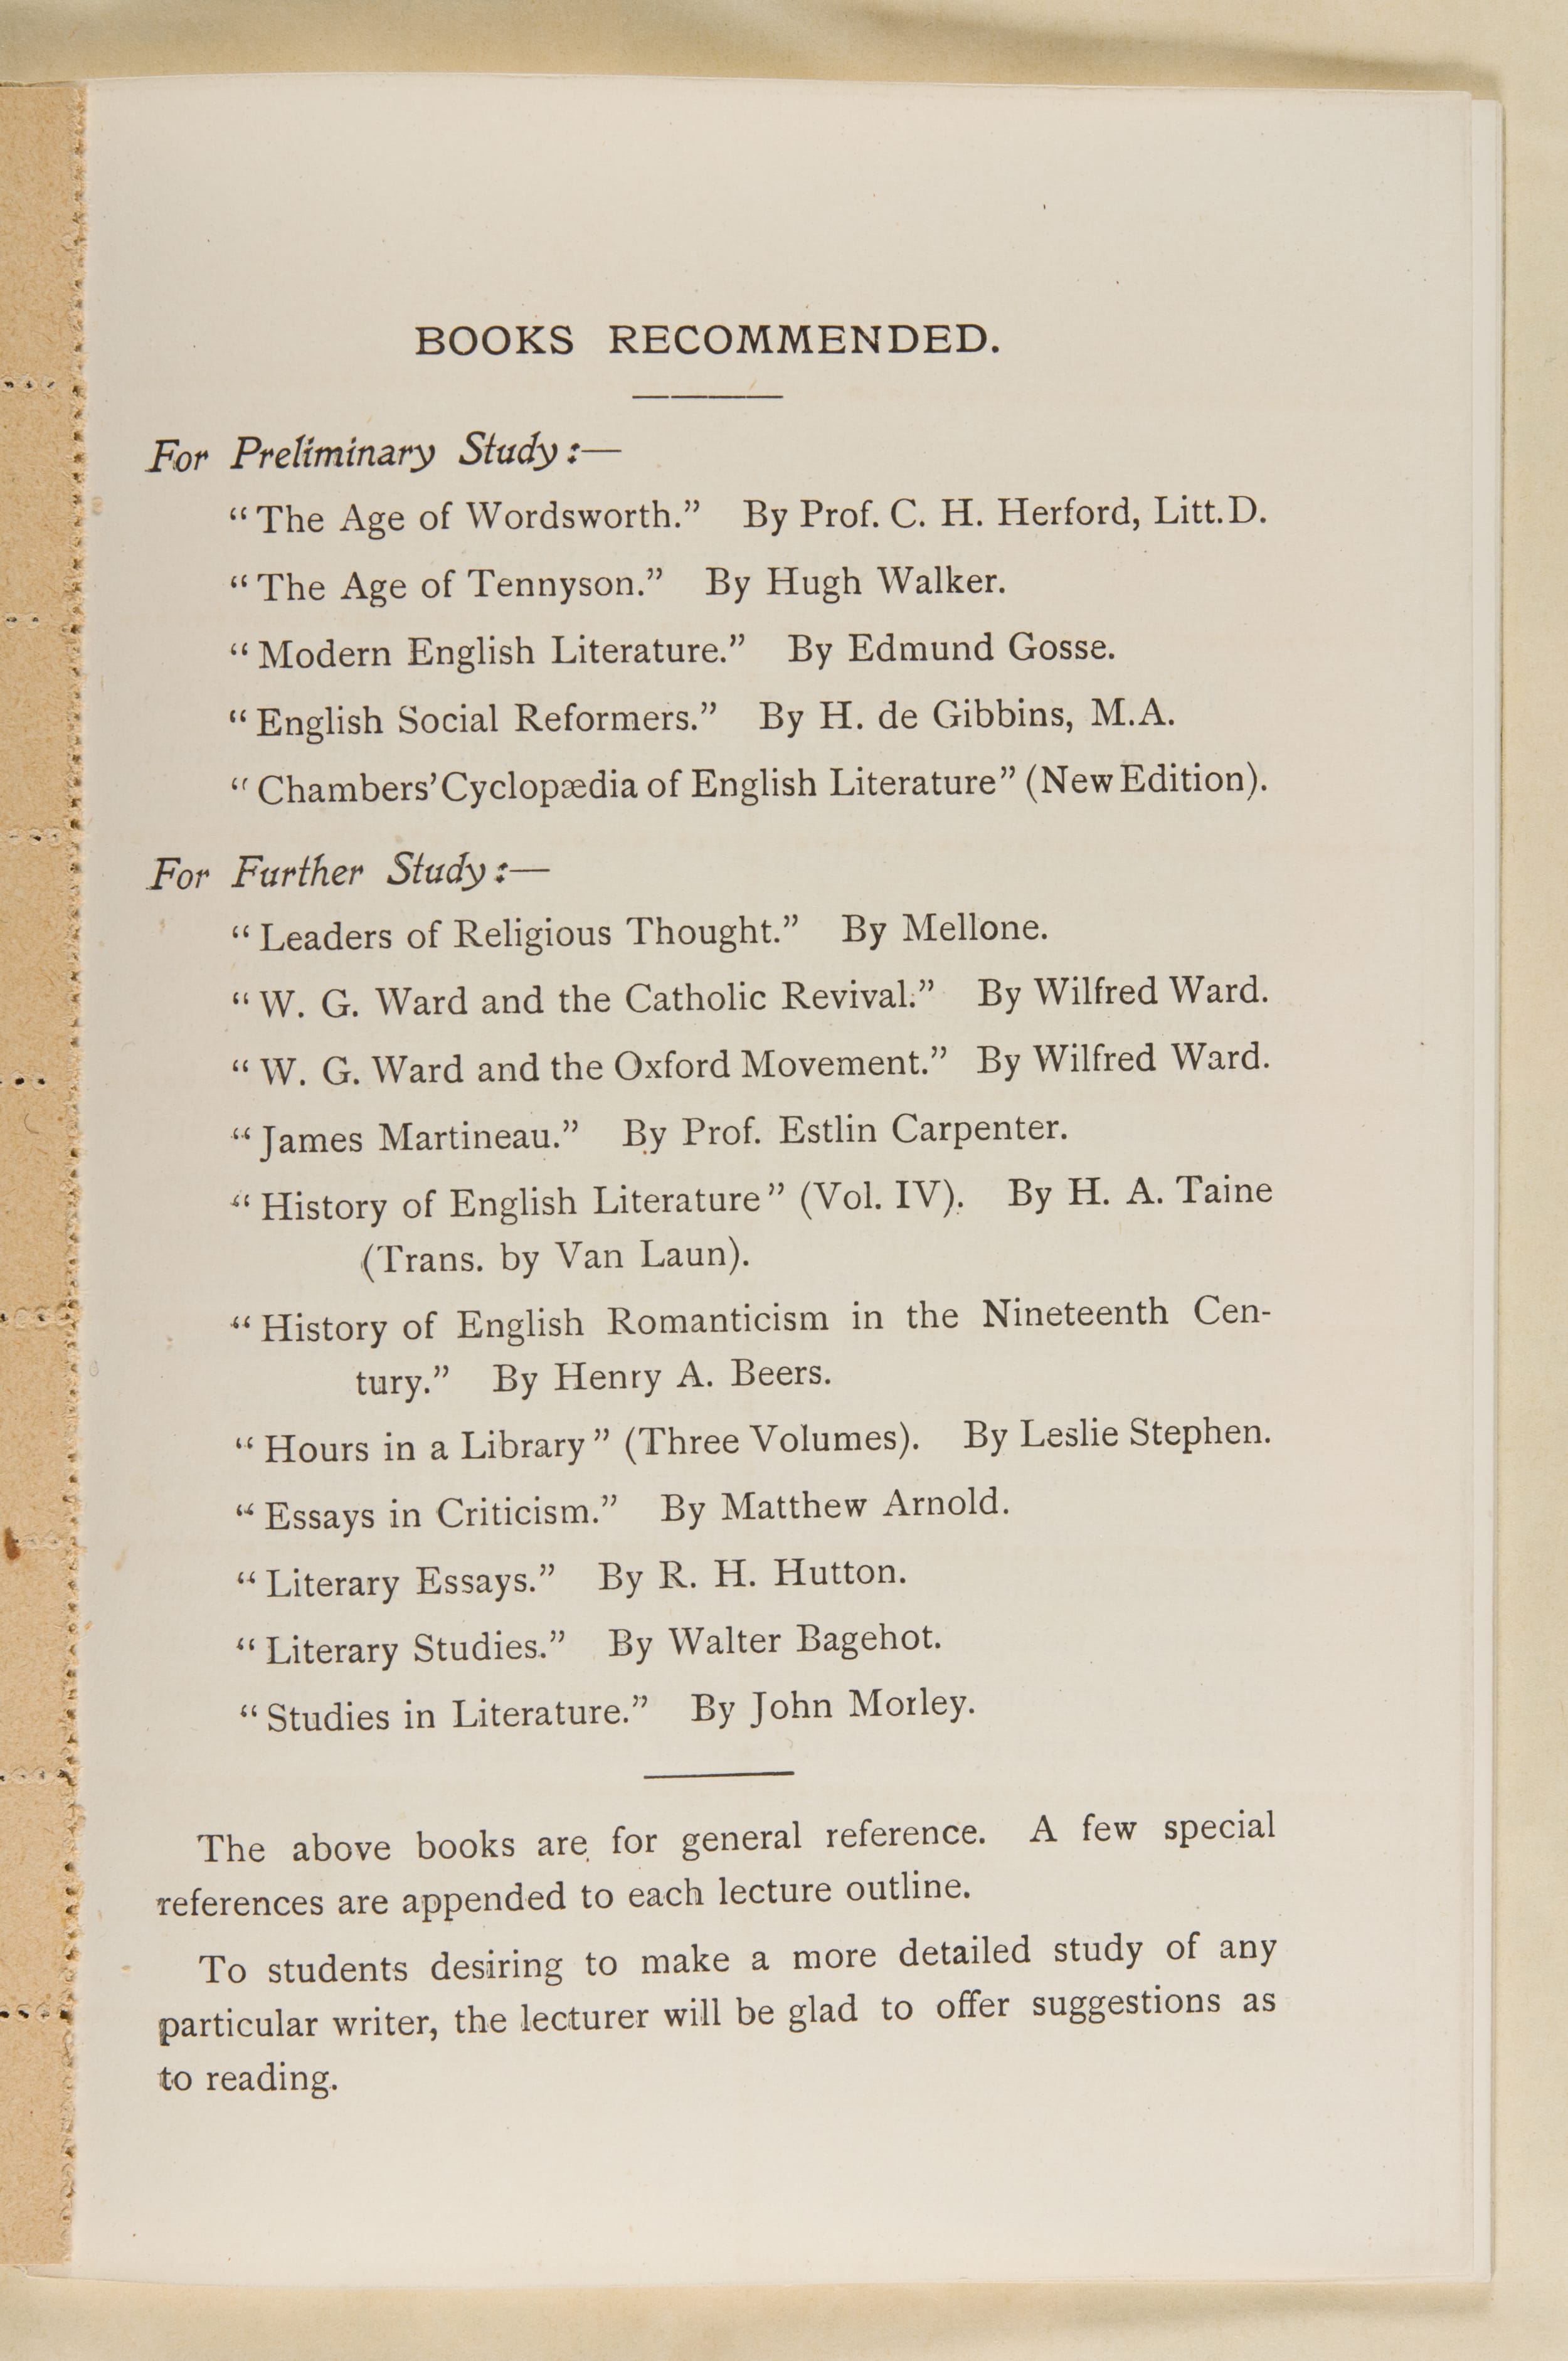 BOOKS RECOMMENDED.
For Preliminary Study:—
“The Age of Wordsworth.” By Prof. C. H. Herford, Litt.D.
“The Age of Tennyson.” By Hugh Walker.
“Modern English Literature.” By Edmund Gosse.
“English Social Reformers.” By H. de Gibbins, M.A.
“Chambers’ Cyclopædia of English Literature” (New Edition).
For Further Study:—
“Leaders of Religious Thought.” By Mellone.
“W. G. Ward and the Catholic Revival.” By Wilfred Ward.
“W. G. Ward and the Oxford Movement.” By Wilfred Ward.
“James Martineau.” By Prof. Estlin Carpenter.
“History of English Literature” (Vol. IV). By H. A. Taine
(Trans. by Van Laun).
“History of English Romanticism in the Nineteenth Cen-
tury.” By Henry A. Beers.
“Hours in a Library” (Three Volumes). By Leslie Stephen.
“Essays in Criticism.” By Matthew Arnold.
“Literary Essays.” By R. H. Hutton.
“Literary Studies.” By Walter Bagehot.
“Studies in Literature.” By John Morley.
The above books are for general reference. A few special
references are appended to each lecture outline.
To students desiring to make a more detailed study of any
particular writer, the lecturer will be glad to offer suggestions as
to reading.